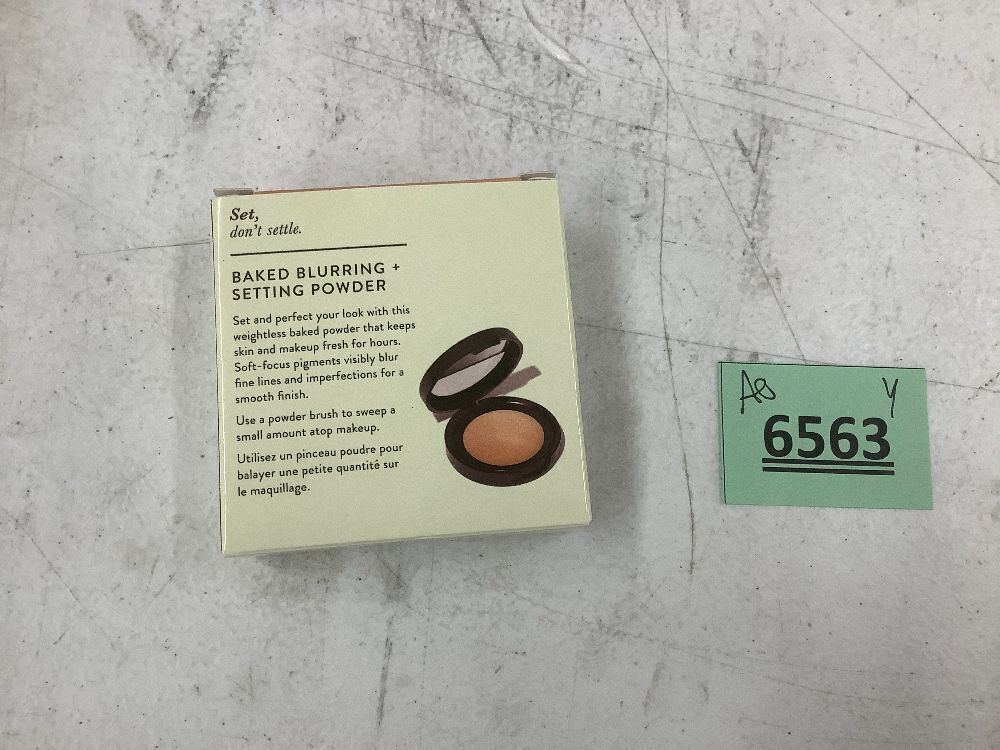 Set,
don't settle.
BAKED BLURRING +
SETTING POWDER
Set and perfect your look with this
weightless baked powder that keeps
skin and makeup fresh for hours.
Soft-focus pigments visibly blur
fine lines and imperfections for a
smooth finish.
Use a powder brush to sweep a
small amount atop makeup.
Utilisez un pinceau poudre pour
balayer une petite quantité sur
le maquillage.
Y
6563